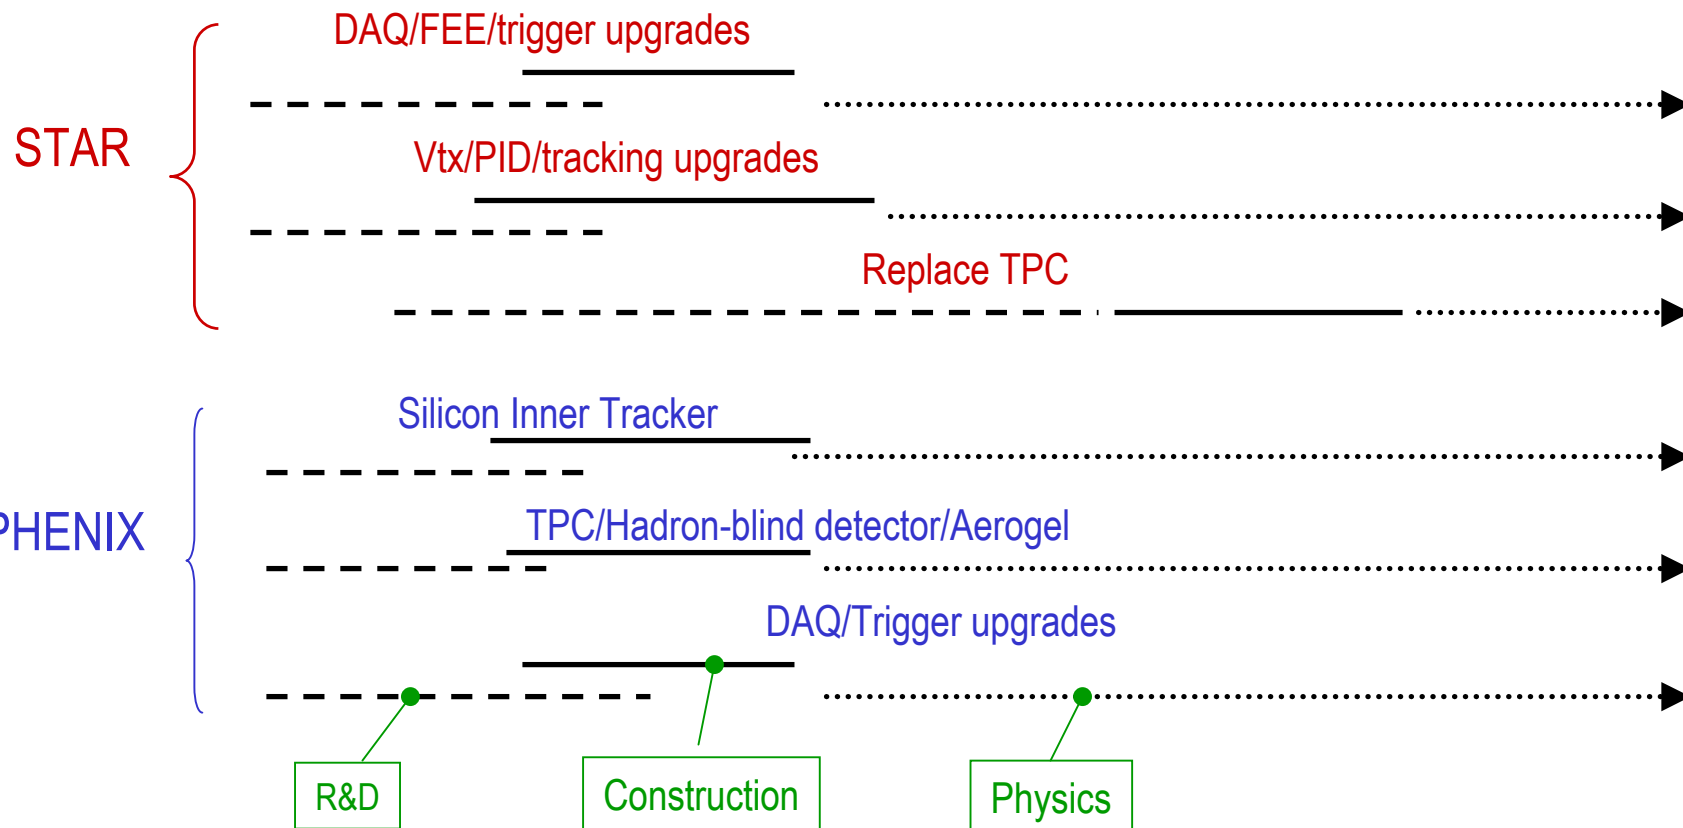 DAQ/FEE/trigger upgrades
STAR
Vtx/PID/tracking upgrades
Replace TPC
Silicon Inner Tracker
PHENIX
TPC/Hadron-blind detector/Aerogel
DAQ/Trigger upgrades
R&D
Construction
Physics